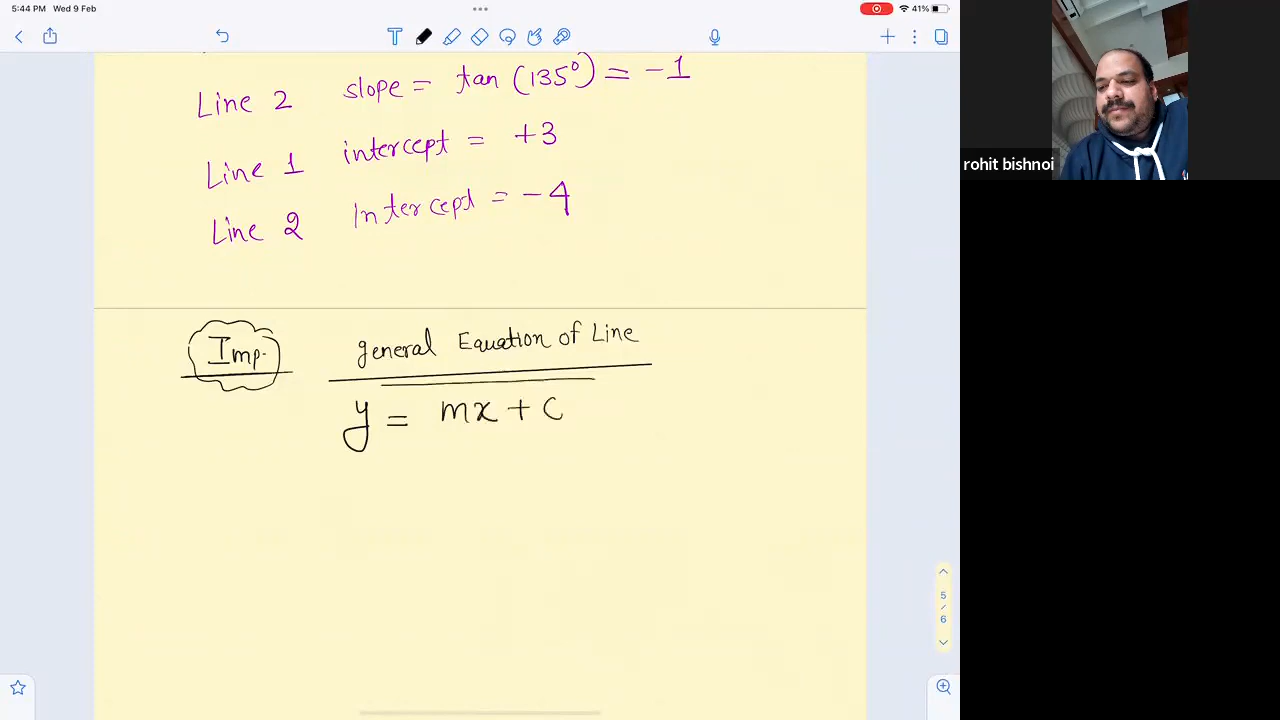 5:44 PM Wed 9 Feb
41%
Line 2 slope = tan (135°) = -1
Line 1 intercept = +3
Line 2 Intercept = -4
rohit bishnoi
Imp. general Equation of Line
y = mx + c
5
/
6